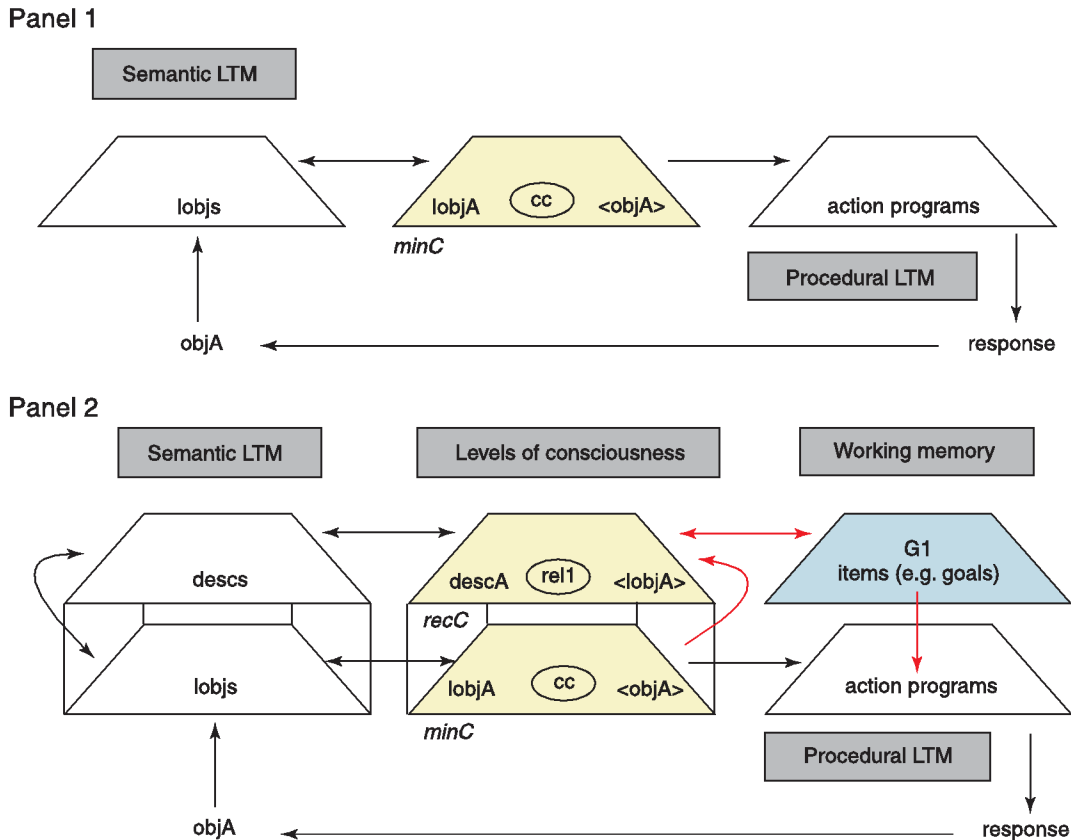 Panel 1
Semantic LTM
lobjs
lobjA
cc
<objA>
action programs
minC
Procedural LTM
objA
response
Panel 2
Semantic LTM
Levels of consciousness
Working memory
descs
descA
rel1
<lobjA>
G1
items (e.g. goals)
recC
lobjs
lobjA
cc
<objA>
action programs
minC
Procedural LTM
objA
response